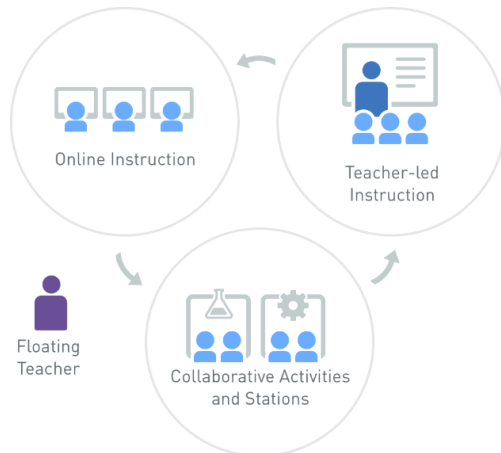 Online Instruction
Teacher-led
Instruction
Floating
Teacher
Collaborative Activities
and Stations